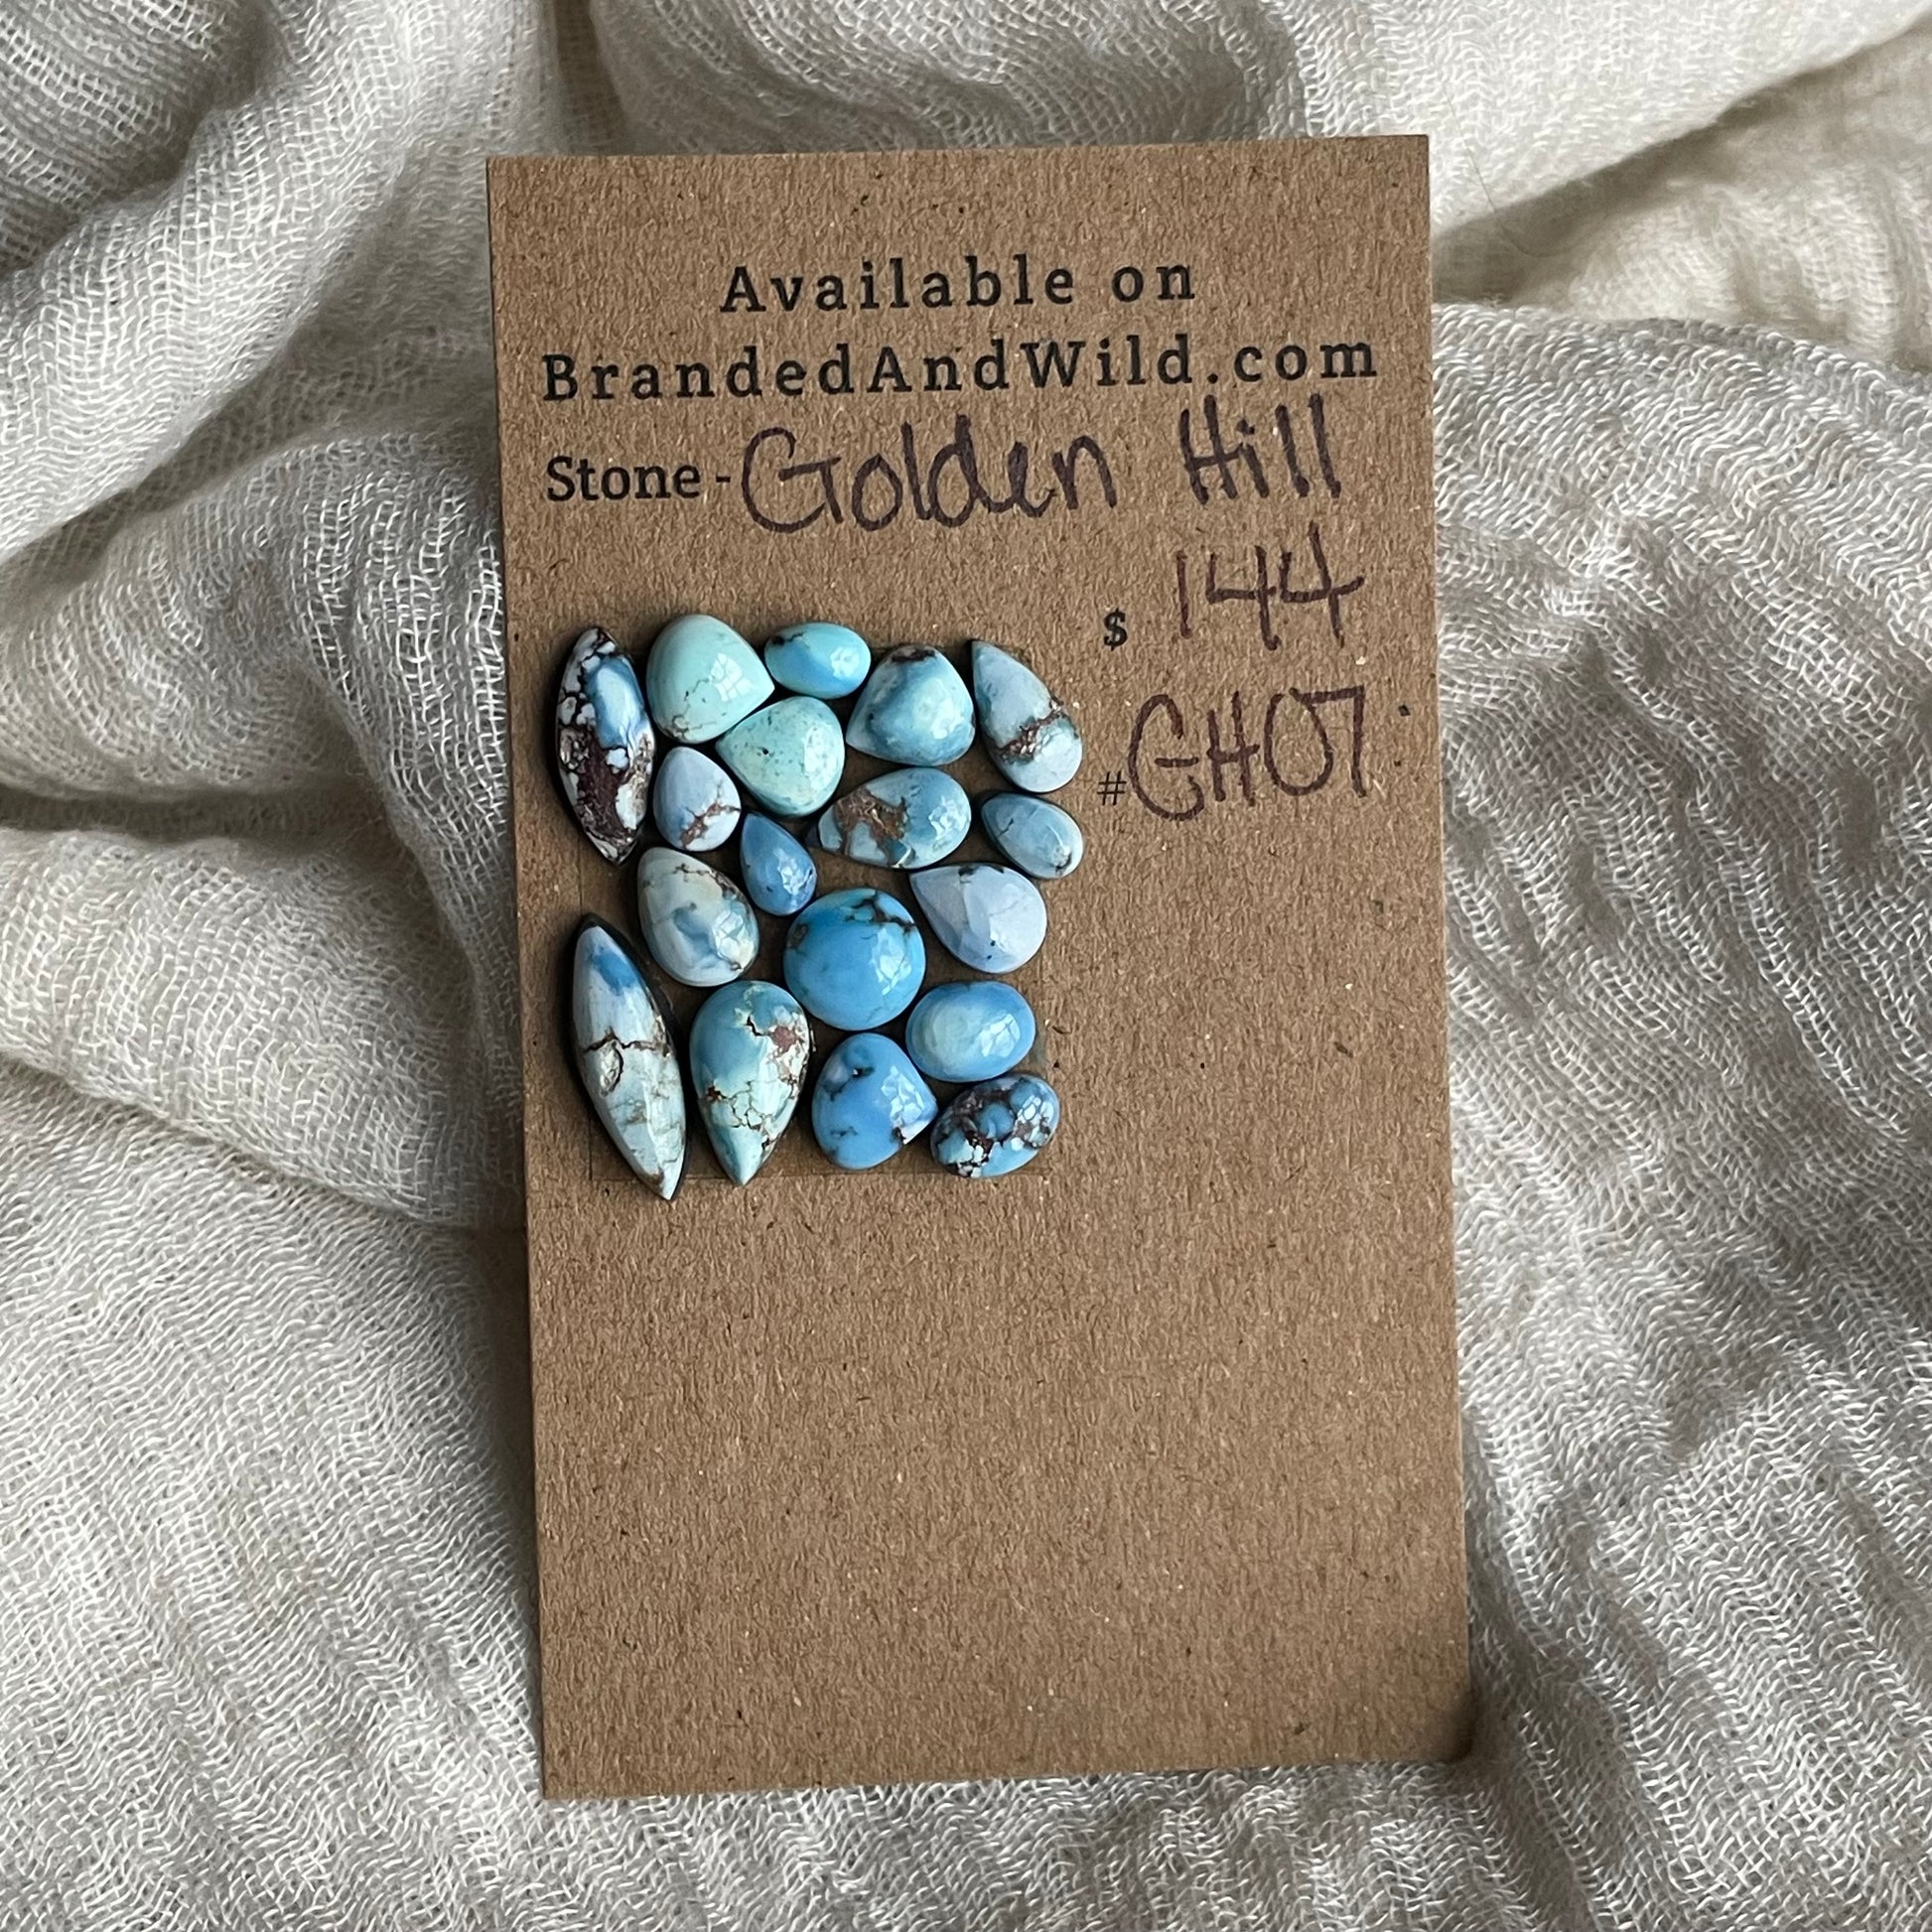 Available on
BrandedAndWild.com
Stone - Golden Hill
$ 144
# GH07